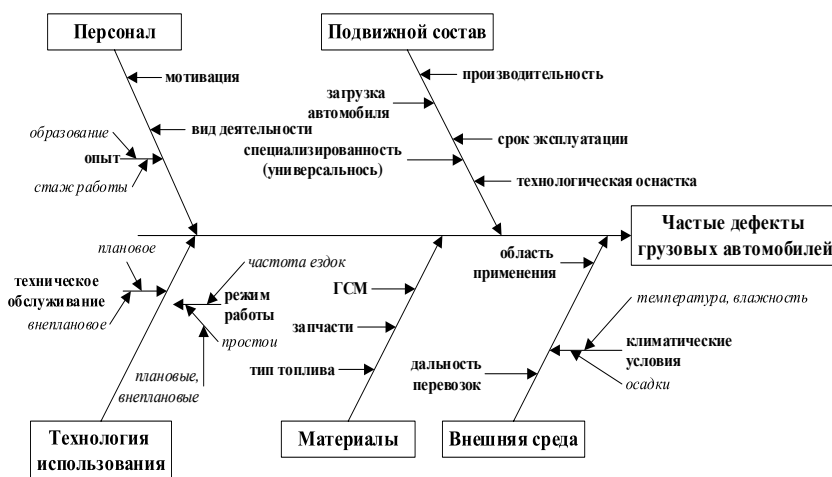 Персонал
Подвижной состав
мотивация
образование
вид деятельности
опыт
стаж работы
производительность
загрузка
автомобиля
срок эксплуатации
специализированность
(универсальнось)
технологическая оснастка
Частые дефекты
грузовых автомобилей
плановое
техническое
обслуживание
внеплановое
частота ездок
режим
работы
простои
плановые,
внеплановые
ГСМ
запчасти
тип топлива
область
применения
температура, влажность
климатические
условия
осадки
дальность
перевозок
Технология
использования
Материалы
Внешняя среда